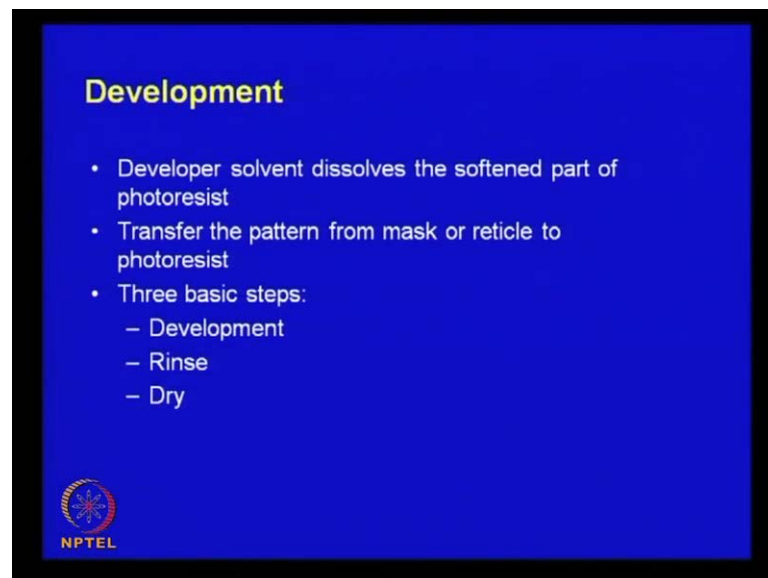 Development
• Developer solvent dissolves the softened part of
photoresist
• Transfer the pattern from mask or reticle to
photoresist
• Three basic steps:
– Development
– Rinse
– Dry
NPTEL